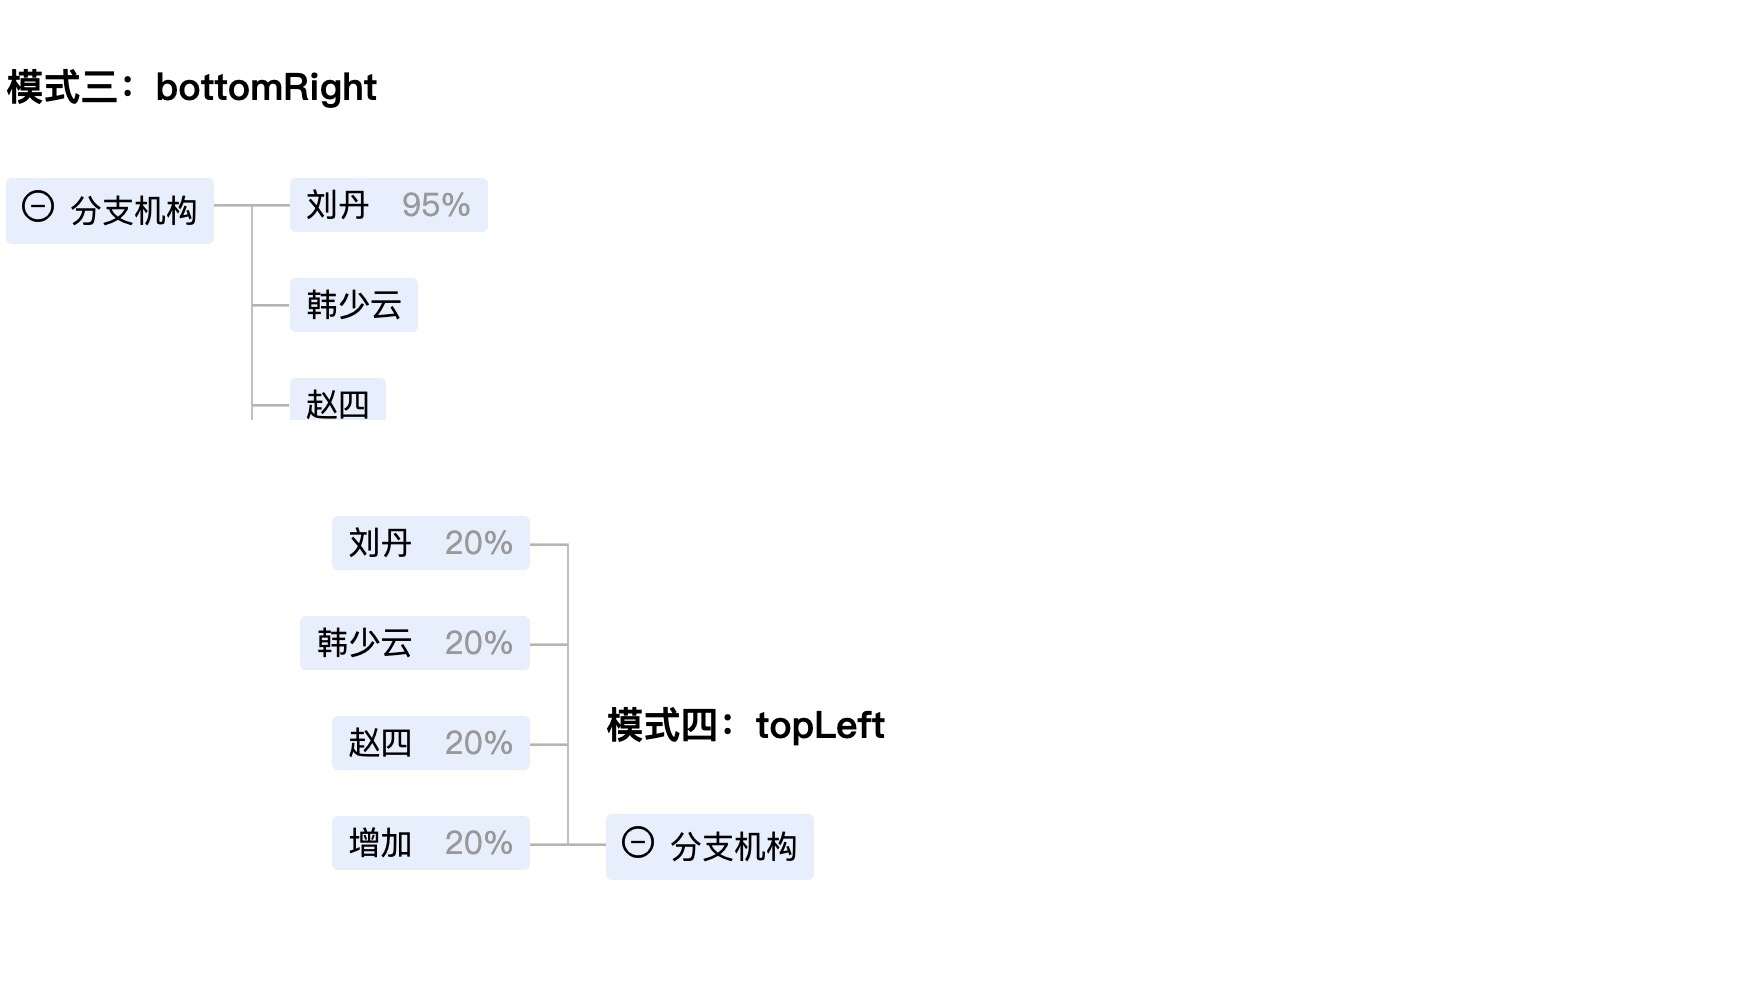 模式三：bottomRight
分支机构
刘丹 95%
韩少云
赵四
刘丹 20%
韩少云 20%
赵四 20%
增加 20%
模式四：topLeft
分支机构